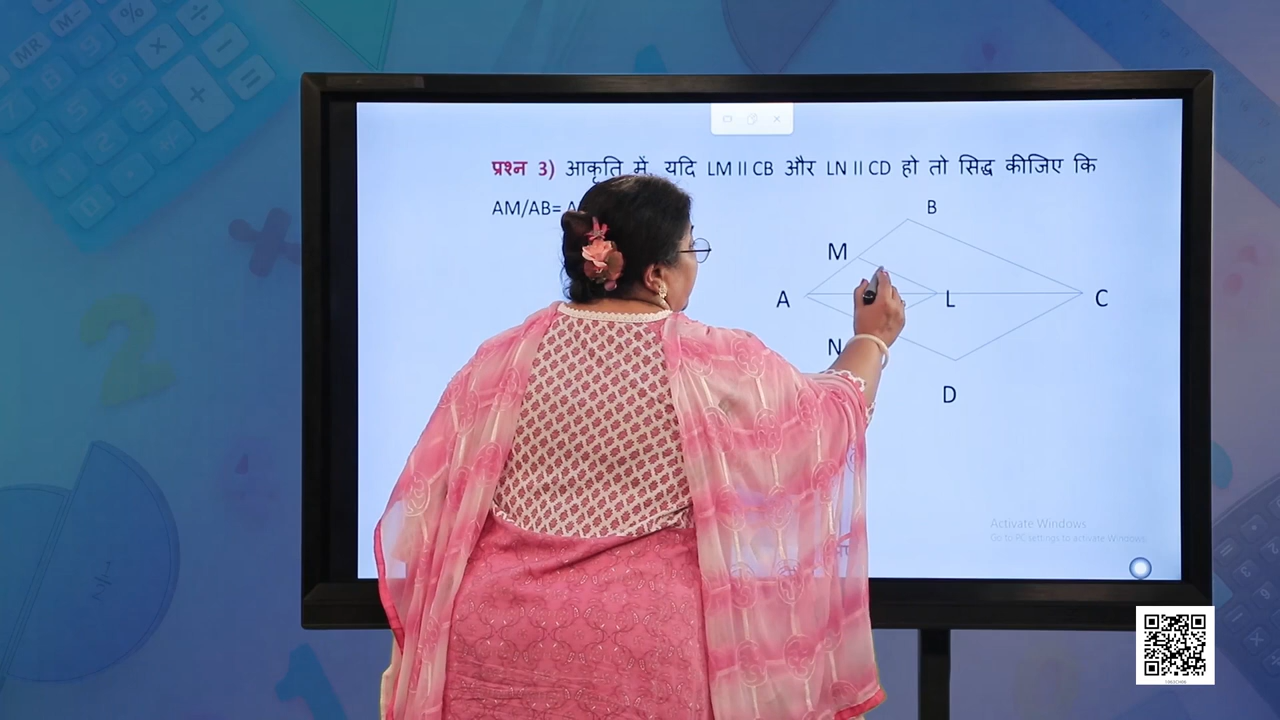 प्रश्न 3) आकृति में यदि LM II CB और LN II CD हो तो सिद्ध कीजिए कि
AM/AB= A
B
M
A
L
C
N
D
Activate Windows
Go to PC settings to activate Windows.